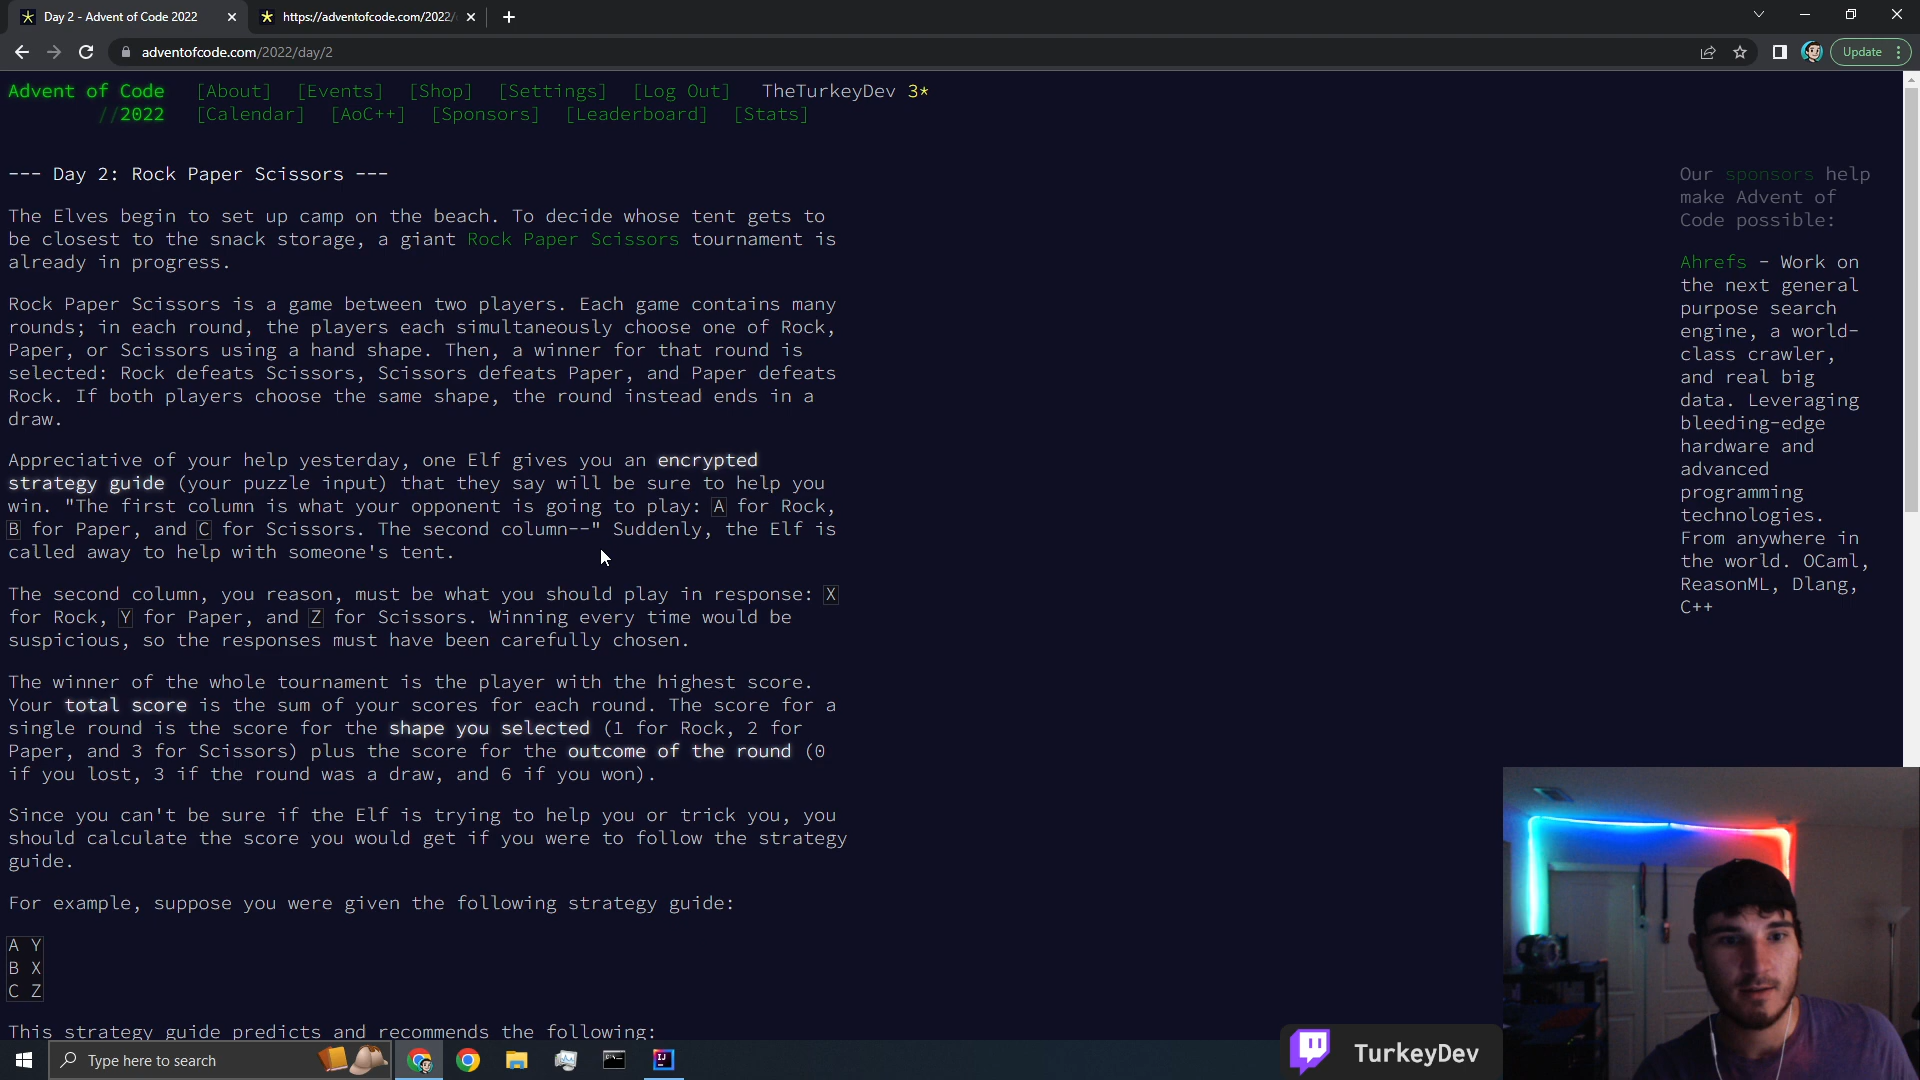 Day 2 - Advent of Code 2022
https://adventofcode.com/2022/
adventofcode.com/2022/day/2
Update
Advent of Code [About] [Events] [Shop] [Settings] [Log Out] TheTurkeyDev 3*
//2022 [Calendar] [AoC++] [Sponsors] [Leaderboard] [Stats]
--- Day 2: Rock Paper Scissors ---
The Elves begin to set up camp on the beach. To decide whose tent gets to
be closest to the snack storage, a giant Rock Paper Scissors tournament is
already in progress.
Rock Paper Scissors is a game between two players. Each game contains many
rounds; in each round, the players each simultaneously choose one of Rock,
Paper, or Scissors using a hand shape. Then, a winner for that round is
selected: Rock defeats Scissors, Scissors defeats Paper, and Paper defeats
Rock. If both players choose the same shape, the round instead ends in a
draw.
Appreciative of your help yesterday, one Elf gives you an encrypted
strategy guide (your puzzle input) that they say will be sure to help you
win. "The first column is what your opponent is going to play: A for Rock,
B for Paper, and C for Scissors. The second column--" Suddenly, the Elf is
called away to help with someone's tent.
The second column, you reason, must be what you should play in response: X
for Rock, Y for Paper, and Z for Scissors. Winning every time would be
suspicious, so the responses must have been carefully chosen.
The winner of the whole tournament is the player with the highest score.
Your total score is the sum of your scores for each round. The score for a
single round is the score for the shape you selected (1 for Rock, 2 for
Paper, and 3 for Scissors) plus the score for the outcome of the round (0
if you lost, 3 if the round was a draw, and 6 if you won).
Since you can't be sure if the Elf is trying to help you or trick you, you
should calculate the score you would get if you were to follow the strategy
guide.
For example, suppose you were given the following strategy guide:
A Y
B X
C Z
This strategy guide predicts and recommends the following:
Our sponsors help
make Advent of
Code possible:
Ahrefs - Work on
the next general
purpose search
engine, a world-
class crawler,
and real big
data. Leveraging
bleeding-edge
hardware and
advanced
programming
technologies.
From anywhere in
the world. OCaml,
ReasonML, Dlang,
C++
TurkeyDev
Type here to search